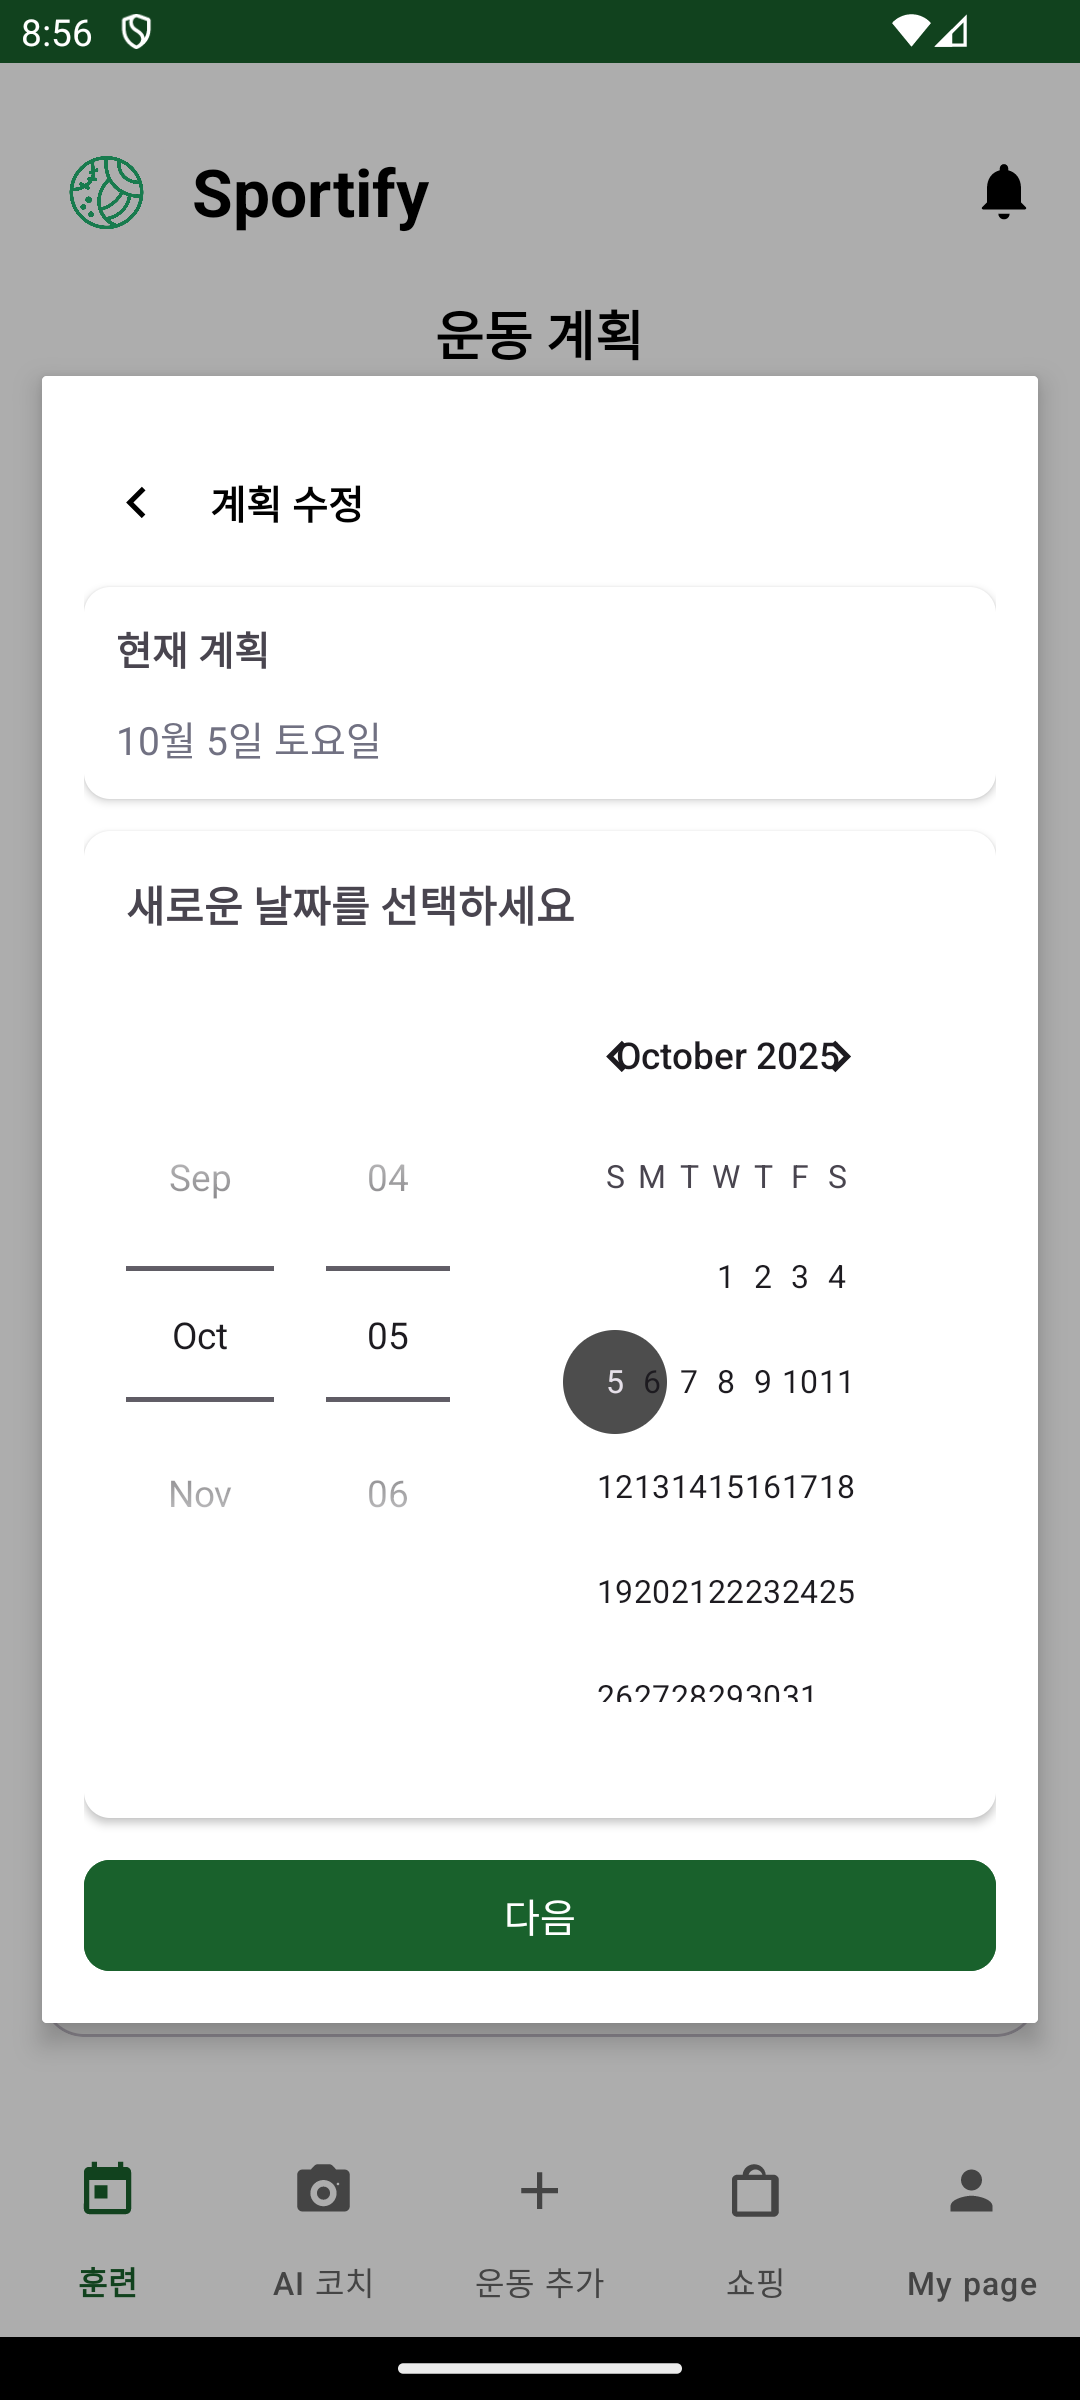 8:56
Sportify
운동 계획
계획 수정
현재 계획
10월 5일 토요일
새로운 날짜를 선택하세요
October 2025
Sep 04
Oct 05
Nov 06
S M T W T F S
1 2 3 4
5 6 7 8 9 10 11
12 13 14 15 16 17 18
19 20 21 22 23 24 25
26 27 28 29 30 31
다음
훈련
AI 코치
운동 추가
쇼핑
My page